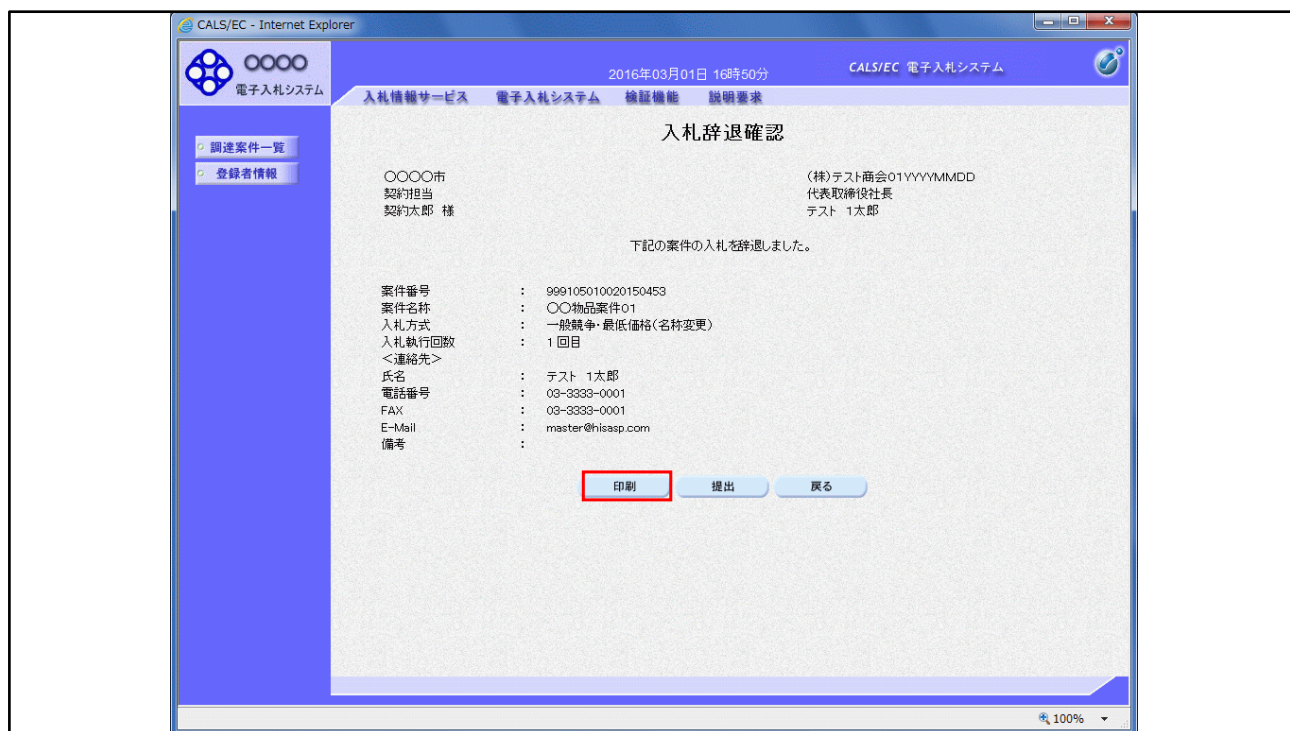 CALS/EC - Internet Explorer
〇〇〇〇
電子入札システム
2016年03月01日 16時50分
CALS/EC 電子入札システム
入札情報サービス 電子入札システム 検証機能 説明要求
調達案件一覧
登録者情報
入札辞退確認
〇〇〇〇市
契約担当
契約太郎 様
(株)テスト商会01YYYYMMDD
代表取締役社長
テスト 1太郎
下記の案件の入札を辞退しました。
案件番号 : 999105010020150453
案件名称 : 〇〇物品案件01
入札方式 : 一般競争・最低価格(名称変更)
入札執行回数 : 1回目
<連絡先>
氏名 : テスト 1太郎
電話番号 : 03-3333-0001
FAX : 03-3333-0001
E-Mail : master@hisasp.com
備考 :
印刷 提出 戻る
100%